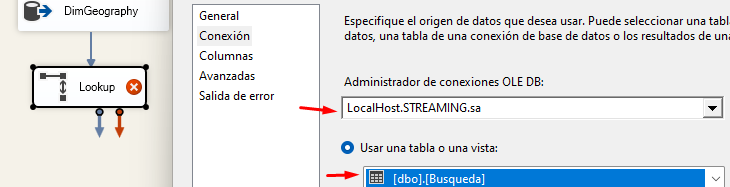 DimGeography
Lookup
General
Conexión
Columnas
Avanzadas
Salida de error
Especifique el origen de datos que desea usar. Puede seleccionar una tabl
datos, una tabla de una conexión de base de datos o los resultados de una
Administrador de conexiones OLE DB:
LocalHost.STREAMING.sa
Usar una tabla o una vista:
[dbo].[Busqueda]